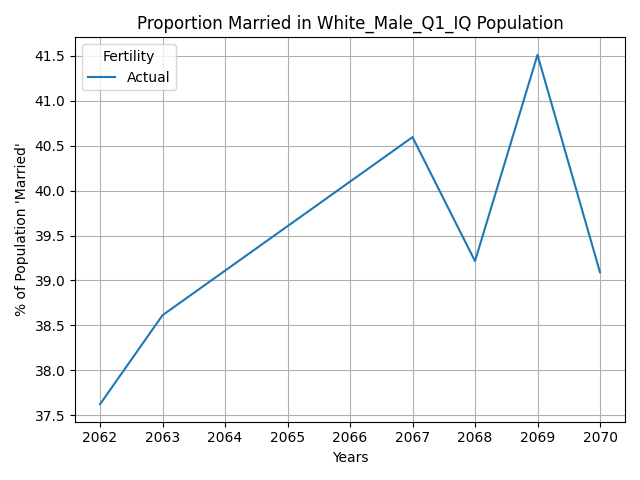 Proportion Married in White_Male_Q1_IQ Population
Fertility
Actual
% of Population 'Married'
41.5
41.0
40.5
40.0
39.5
39.0
38.5
38.0
37.5
2062 2063 2064 2065 2066 2067 2068 2069 2070
Years